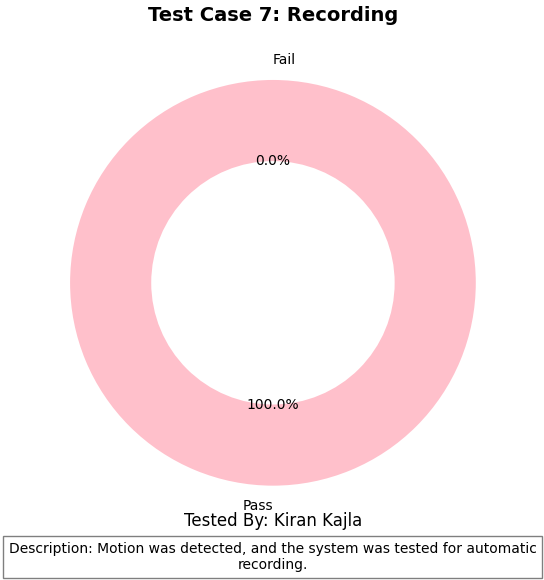 Test Case 7: Recording
Fail
0.0%
100.0%
Pass
Tested By: Kiran Kajla
Description: Motion was detected, and the system was tested for automatic
recording.